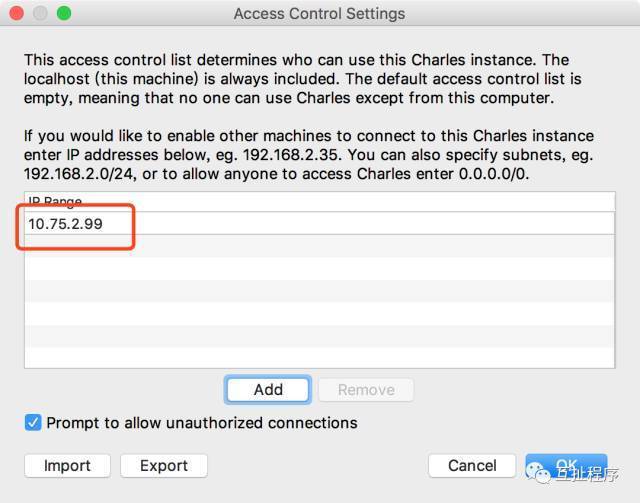 Access Control Settings
This access control list determines who can use this Charles instance. The
localhost (this machine) is always included. The default access control list is
empty, meaning that no one can use Charles except from this computer.
If you would like to enable other machines to connect to this Charles instance
enter IP addresses below, eg. 192.168.2.35. You can also specify subnets, eg.
192.168.2.0/24, or to allow anyone to access Charles enter 0.0.0.0/0.
IP Range
10.75.2.99
Add
Remove
Prompt to allow unauthorized connections
Import
Export
Cancel
OK
互扯程序